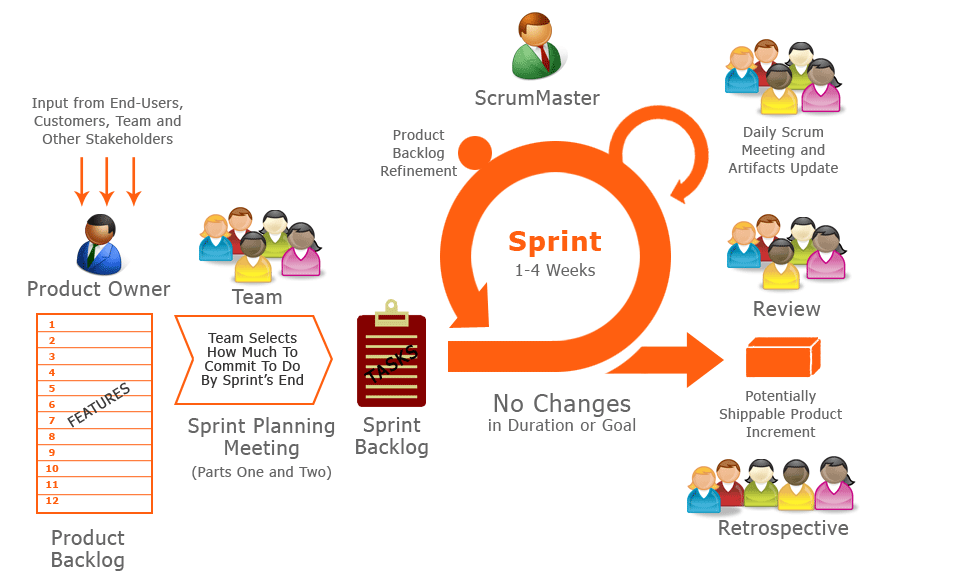 Input from End-Users,
Customers, Team and
Other Stakeholders
Product Owner
1
2
3
4
5
6
7
8
9
10
11
12
FEATURES
Product
Backlog
Team
Team Selects
How Much To
Commit To Do
By Sprint's End
Sprint Planning
Meeting
(Parts One and Two)
TASKS
Sprint
Backlog
ScrumMaster
Product
Backlog
Refinement
Sprint
1-4 Weeks
No Changes
in Duration or Goal
Daily Scrum
Meeting and
Artifacts Update
Review
Potentially
Shippable Product
Increment
Retrospective